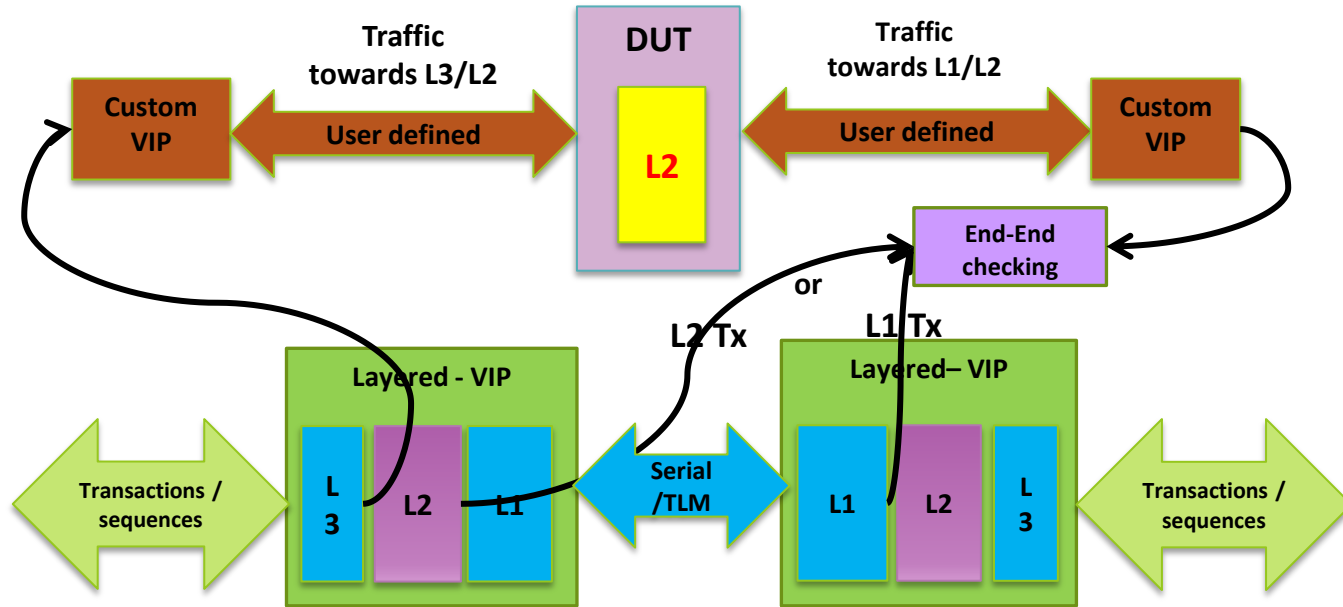 Traffic
towards L3/L2
DUT
Traffic
towards L1/L2
Custom
VIP
User defined
L2
User defined
Custom
VIP
End-End
checking
or
L2 Tx
L1 Tx
Layered - VIP
Layered– VIP
Transactions /
sequences
L
3
L2
L1
Serial
/TLM
L1
L2
L
3
Transactions /
sequences